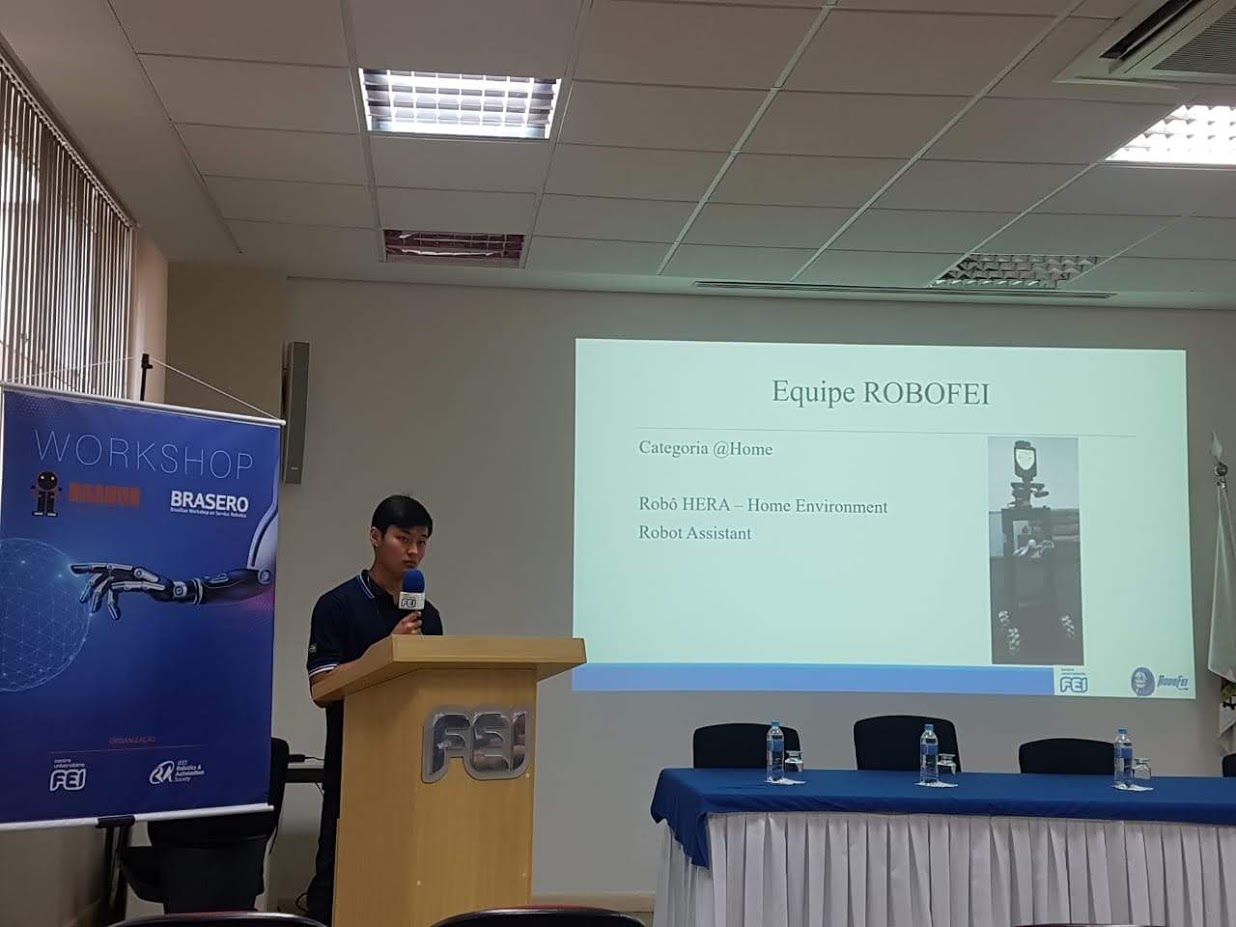 WORKSHOP
BRASERO
Brazilian Workshop on Service Robotics
ORGANIZAÇÃO
centro
universitário
FEI
IEEE
Robotics &
Automation
Society
FEI
FEI
Equipe ROBOFEI
Categoria @Home
Robô HERA – Home Environment
Robot Assistant
FEI
ROBOFEI